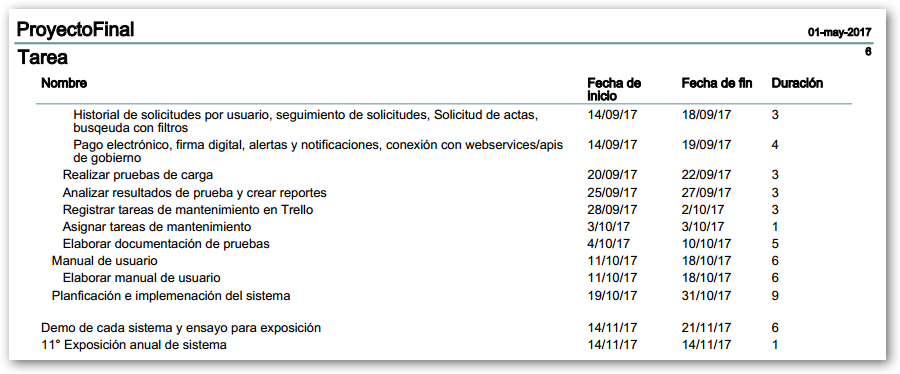 ProyectoFinal
01-may-2017
Tarea
6
Nombre Fecha de inicio Fecha de fin Duración
Historial de solicitudes por usuario, seguimiento de solicitudes, Solicitud de actas, 14/09/17 18/09/17 3
busqeuda con filtros
Pago electrónico, firma digital, alertas y notificaciones, conexión con webservices/apis 14/09/17 19/09/17 4
de gobierno
Realizar pruebas de carga 20/09/17 22/09/17 3
Analizar resultados de prueba y crear reportes 25/09/17 27/09/17 3
Registrar tareas de mantenimiento en Trello 28/09/17 2/10/17 3
Asignar tareas de mantenimiento 3/10/17 3/10/17 1
Elaborar documentación de pruebas 4/10/17 10/10/17 5
Manual de usuario 11/10/17 18/10/17 6
Elaborar manual de usuario 11/10/17 18/10/17 6
Planficación e implemenación del sistema 19/10/17 31/10/17 9
Demo de cada sistema y ensayo para exposición 14/11/17 21/11/17 6
11° Exposición anual de sistema 14/11/17 14/11/17 1